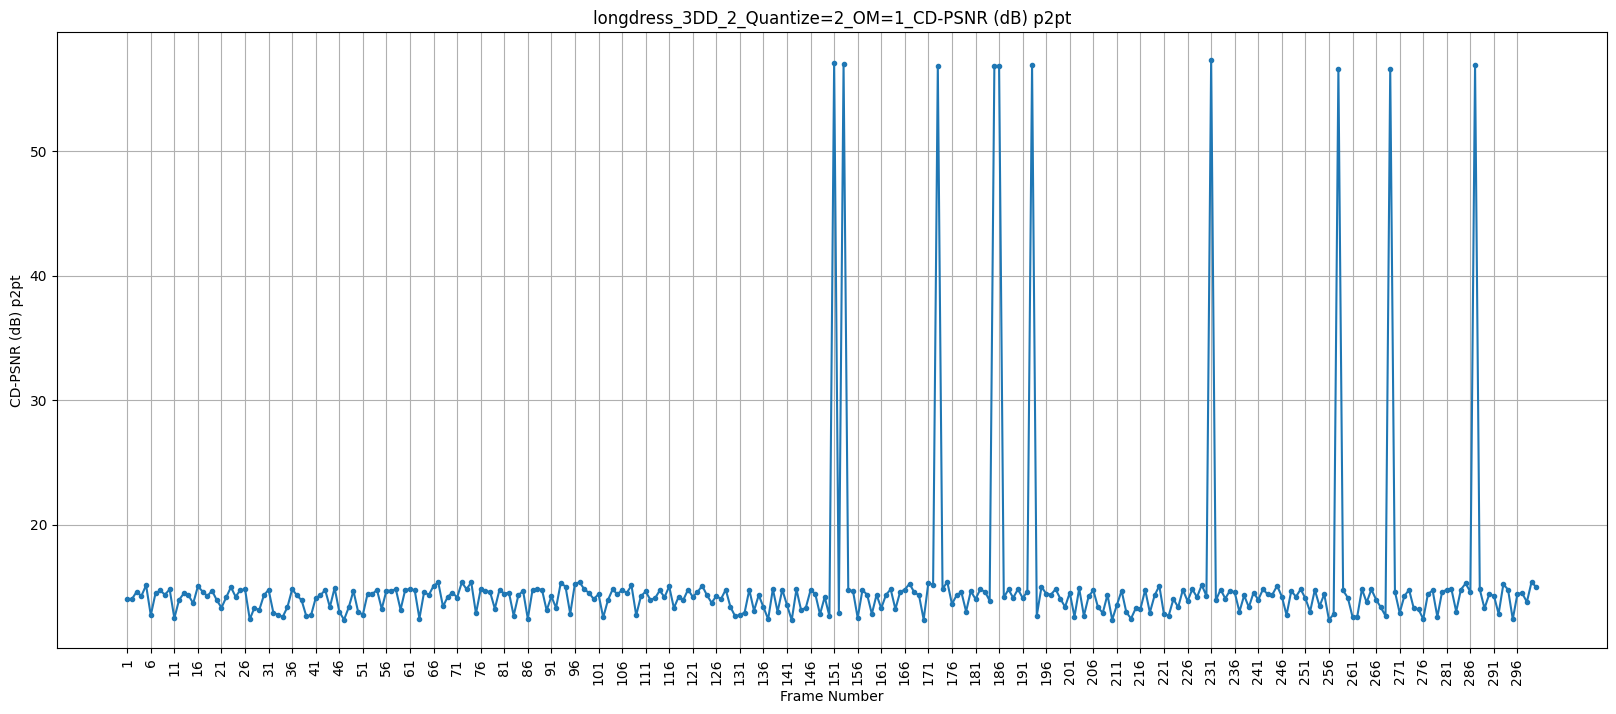 longdress_3DD_2_Quantize=2_OM=1_CD-PSNR (dB) p2pt
CD-PSNR (dB) p2pt
50
40
30
20
1 6 11 16 21 26 31 36 41 46 51 56 61 66 71 76 81 86 91 96 101 106 111 116 121 126 131 136 141 146 151 156 161 166 171 176 181 186 191 196 201 206 211 216 221 226 231 236 241 246 251 256 261 266 271 276 281 286 291 296
Frame Number